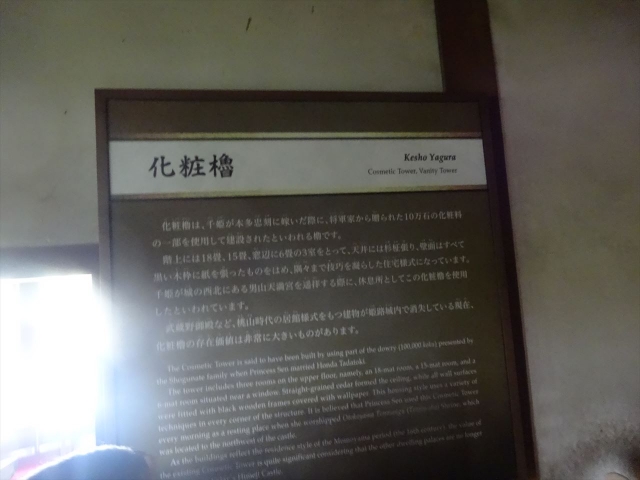 化粧櫓
Kesho Yagura
Cosmetic Tower, Vanity Tower
化粧櫓は、千姫が本多忠刻に嫁いだ際に、将軍家から贈られた10万石の化粧料
の一部を使用して建設されたといわれる櫓です。
階上には18畳、15畳、窓辺に6畳の3室をとって、天井には杉柾張り、壁面はすべて
黒い木枠に紙を張ったものをはめ、隅々まで技巧を凝らした住宅様式になっています。
千姫が城の西北にある男山天満宮を遥拝する際に、休息所としてこの化粧櫓を使用
したといわれています。
武蔵野御殿など、桃山時代の居館様式をもつ建物が姫路城内で消失している現在、
化粧櫓の存在価値は非常に大きいものがあります。
The Cosmetic Tower is said to have been built by using part of the dowry (100,000 koku) presented by
the Shogunate family when Princess Sen married Honda Tadatoki.
The tower includes three rooms on the upper floor, namely, an 18-mat room, a 15-mat room, and a
6-mat room situated near a window. Straight-grained cedar formed the ceiling, while all wall surfaces
were fitted with black wooden frames covered with wallpaper. This housing style uses a variety of
techniques in every corner of the structure. It is believed that Princess Sen used this Cosmetic Tower
every morning as a resting place when she worshipped Otokoyama Shrine, which
was located to the northwest of the castle.
As the buildings reflect the residence style of the Momoyama period (the 16th century), the value of
the existing Cosmetic Tower is quite significant considering that the other dwelling palaces are no longer
Himeji Castle.